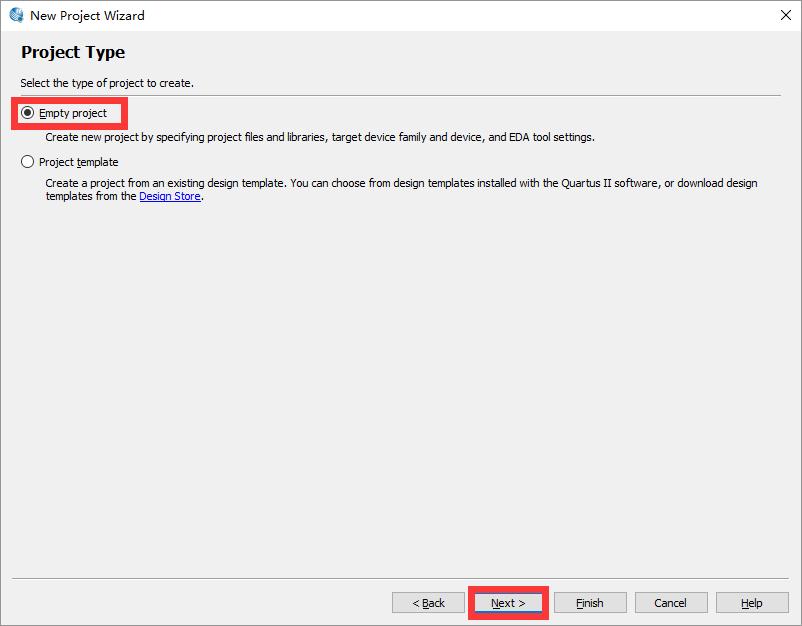 New Project Wizard
Project Type
Select the type of project to create.
Empty project
Create new project by specifying project files and libraries, target device family and device, and EDA tool settings.
Project template
Create a project from an existing design template. You can choose from design templates installed with the Quartus II software, or download design
templates from the Design Store.
< Back Next > Finish Cancel Help